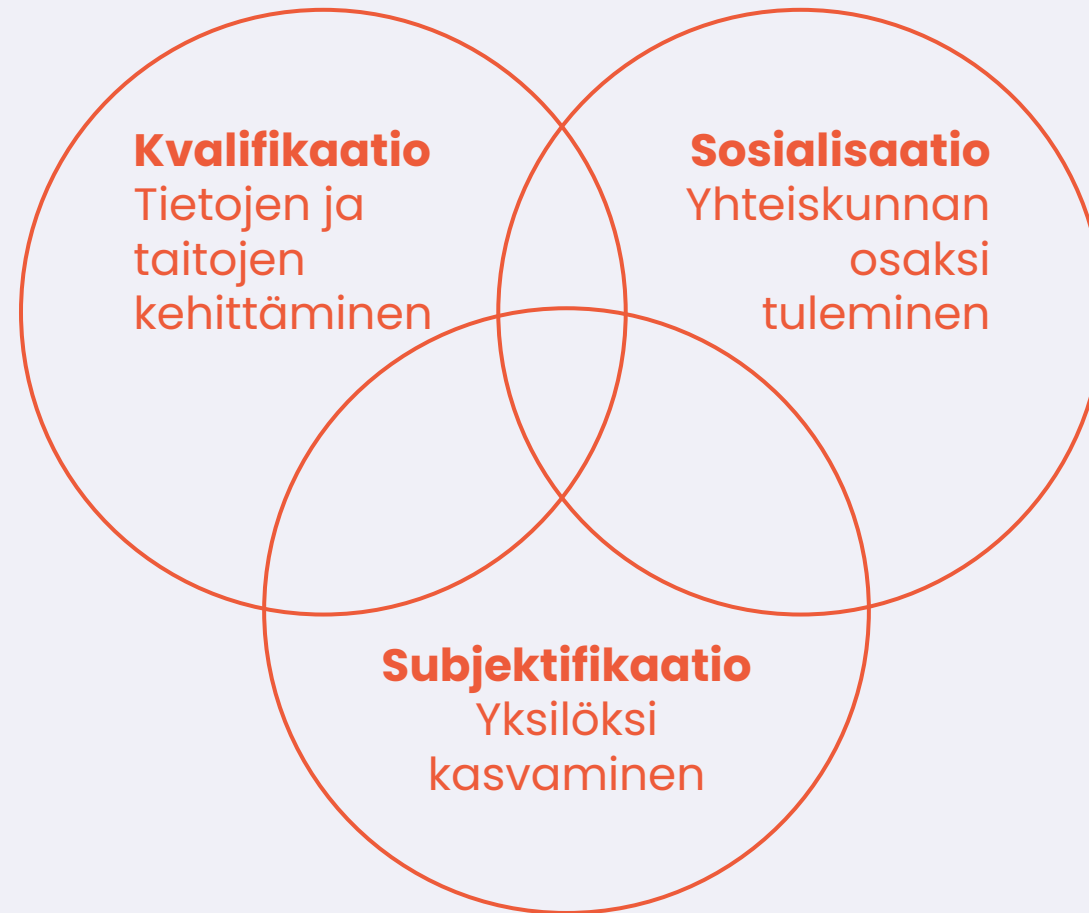 Kvalifikaatio
Tietojen ja
taitojen
kehittäminen
Sosialisaatio
Yhteiskunnan
osaksi
tuleminen
Subjektifikaatio
Yksilöksi
kasvaminen